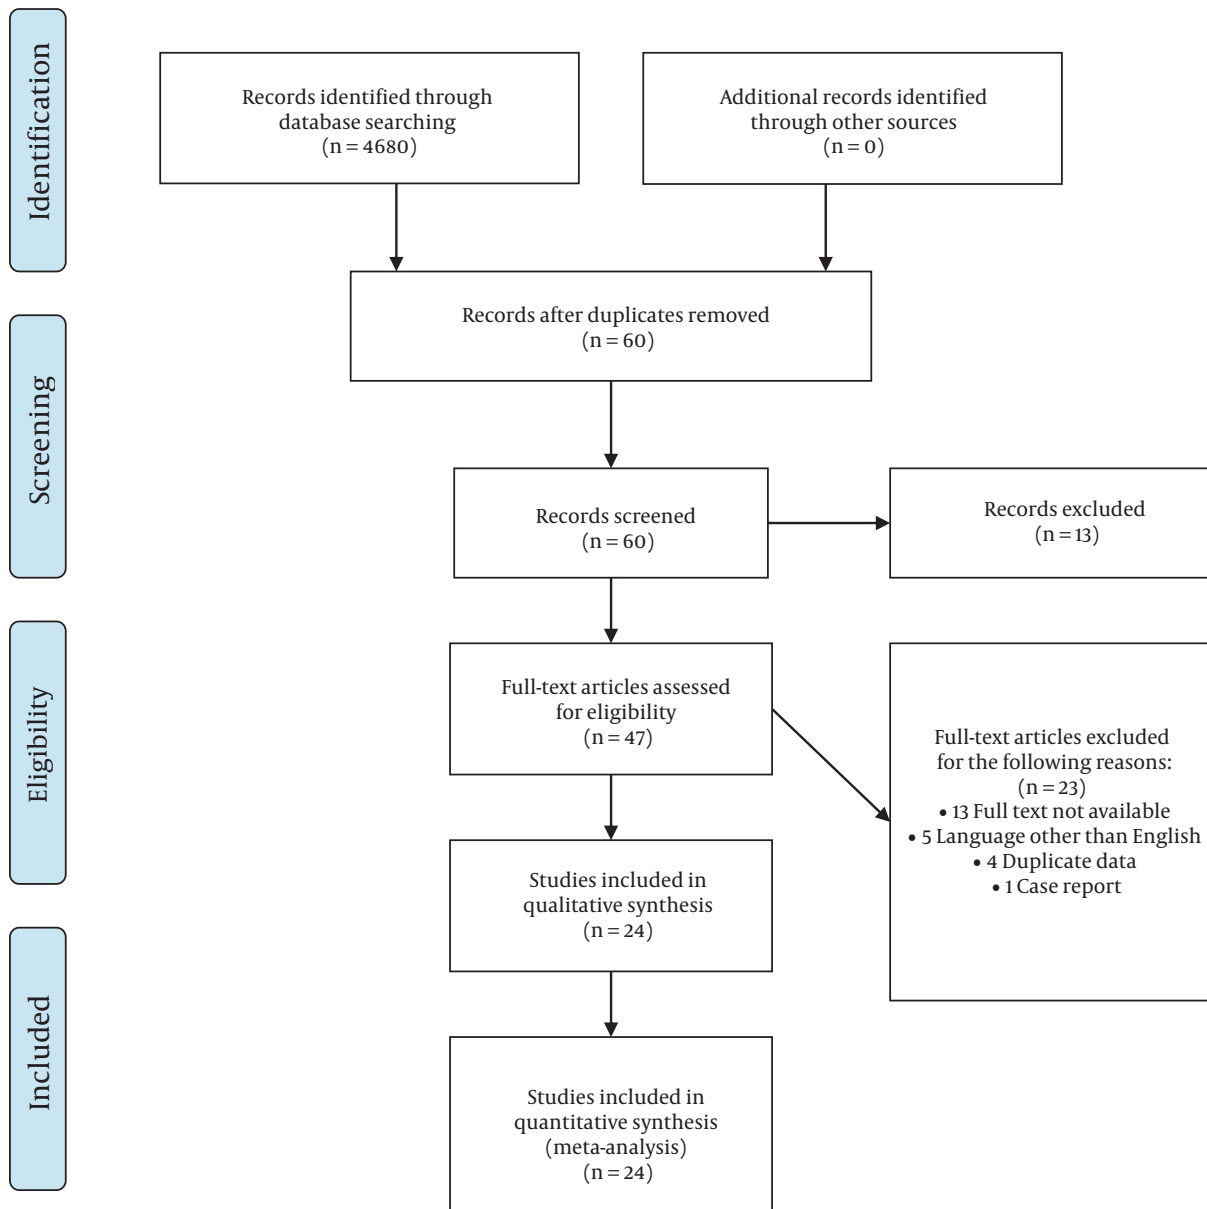 Identification
Records identified through
database searching
(n = 4680)
Additional records identified
through other sources
(n = 0)
Records after duplicates removed
(n = 60)
Screening
Records screened
(n = 60)
Records excluded
(n = 13)
Eligibility
Full-text articles assessed
for eligibility
(n = 47)
Full-text articles excluded
for the following reasons:
(n = 23)
• 13 Full text not available
• 5 Language other than English
• 4 Duplicate data
• 1 Case report
Studies included in
qualitative synthesis
(n = 24)
Included
Studies included in
quantitative synthesis
(meta-analysis)
(n = 24)